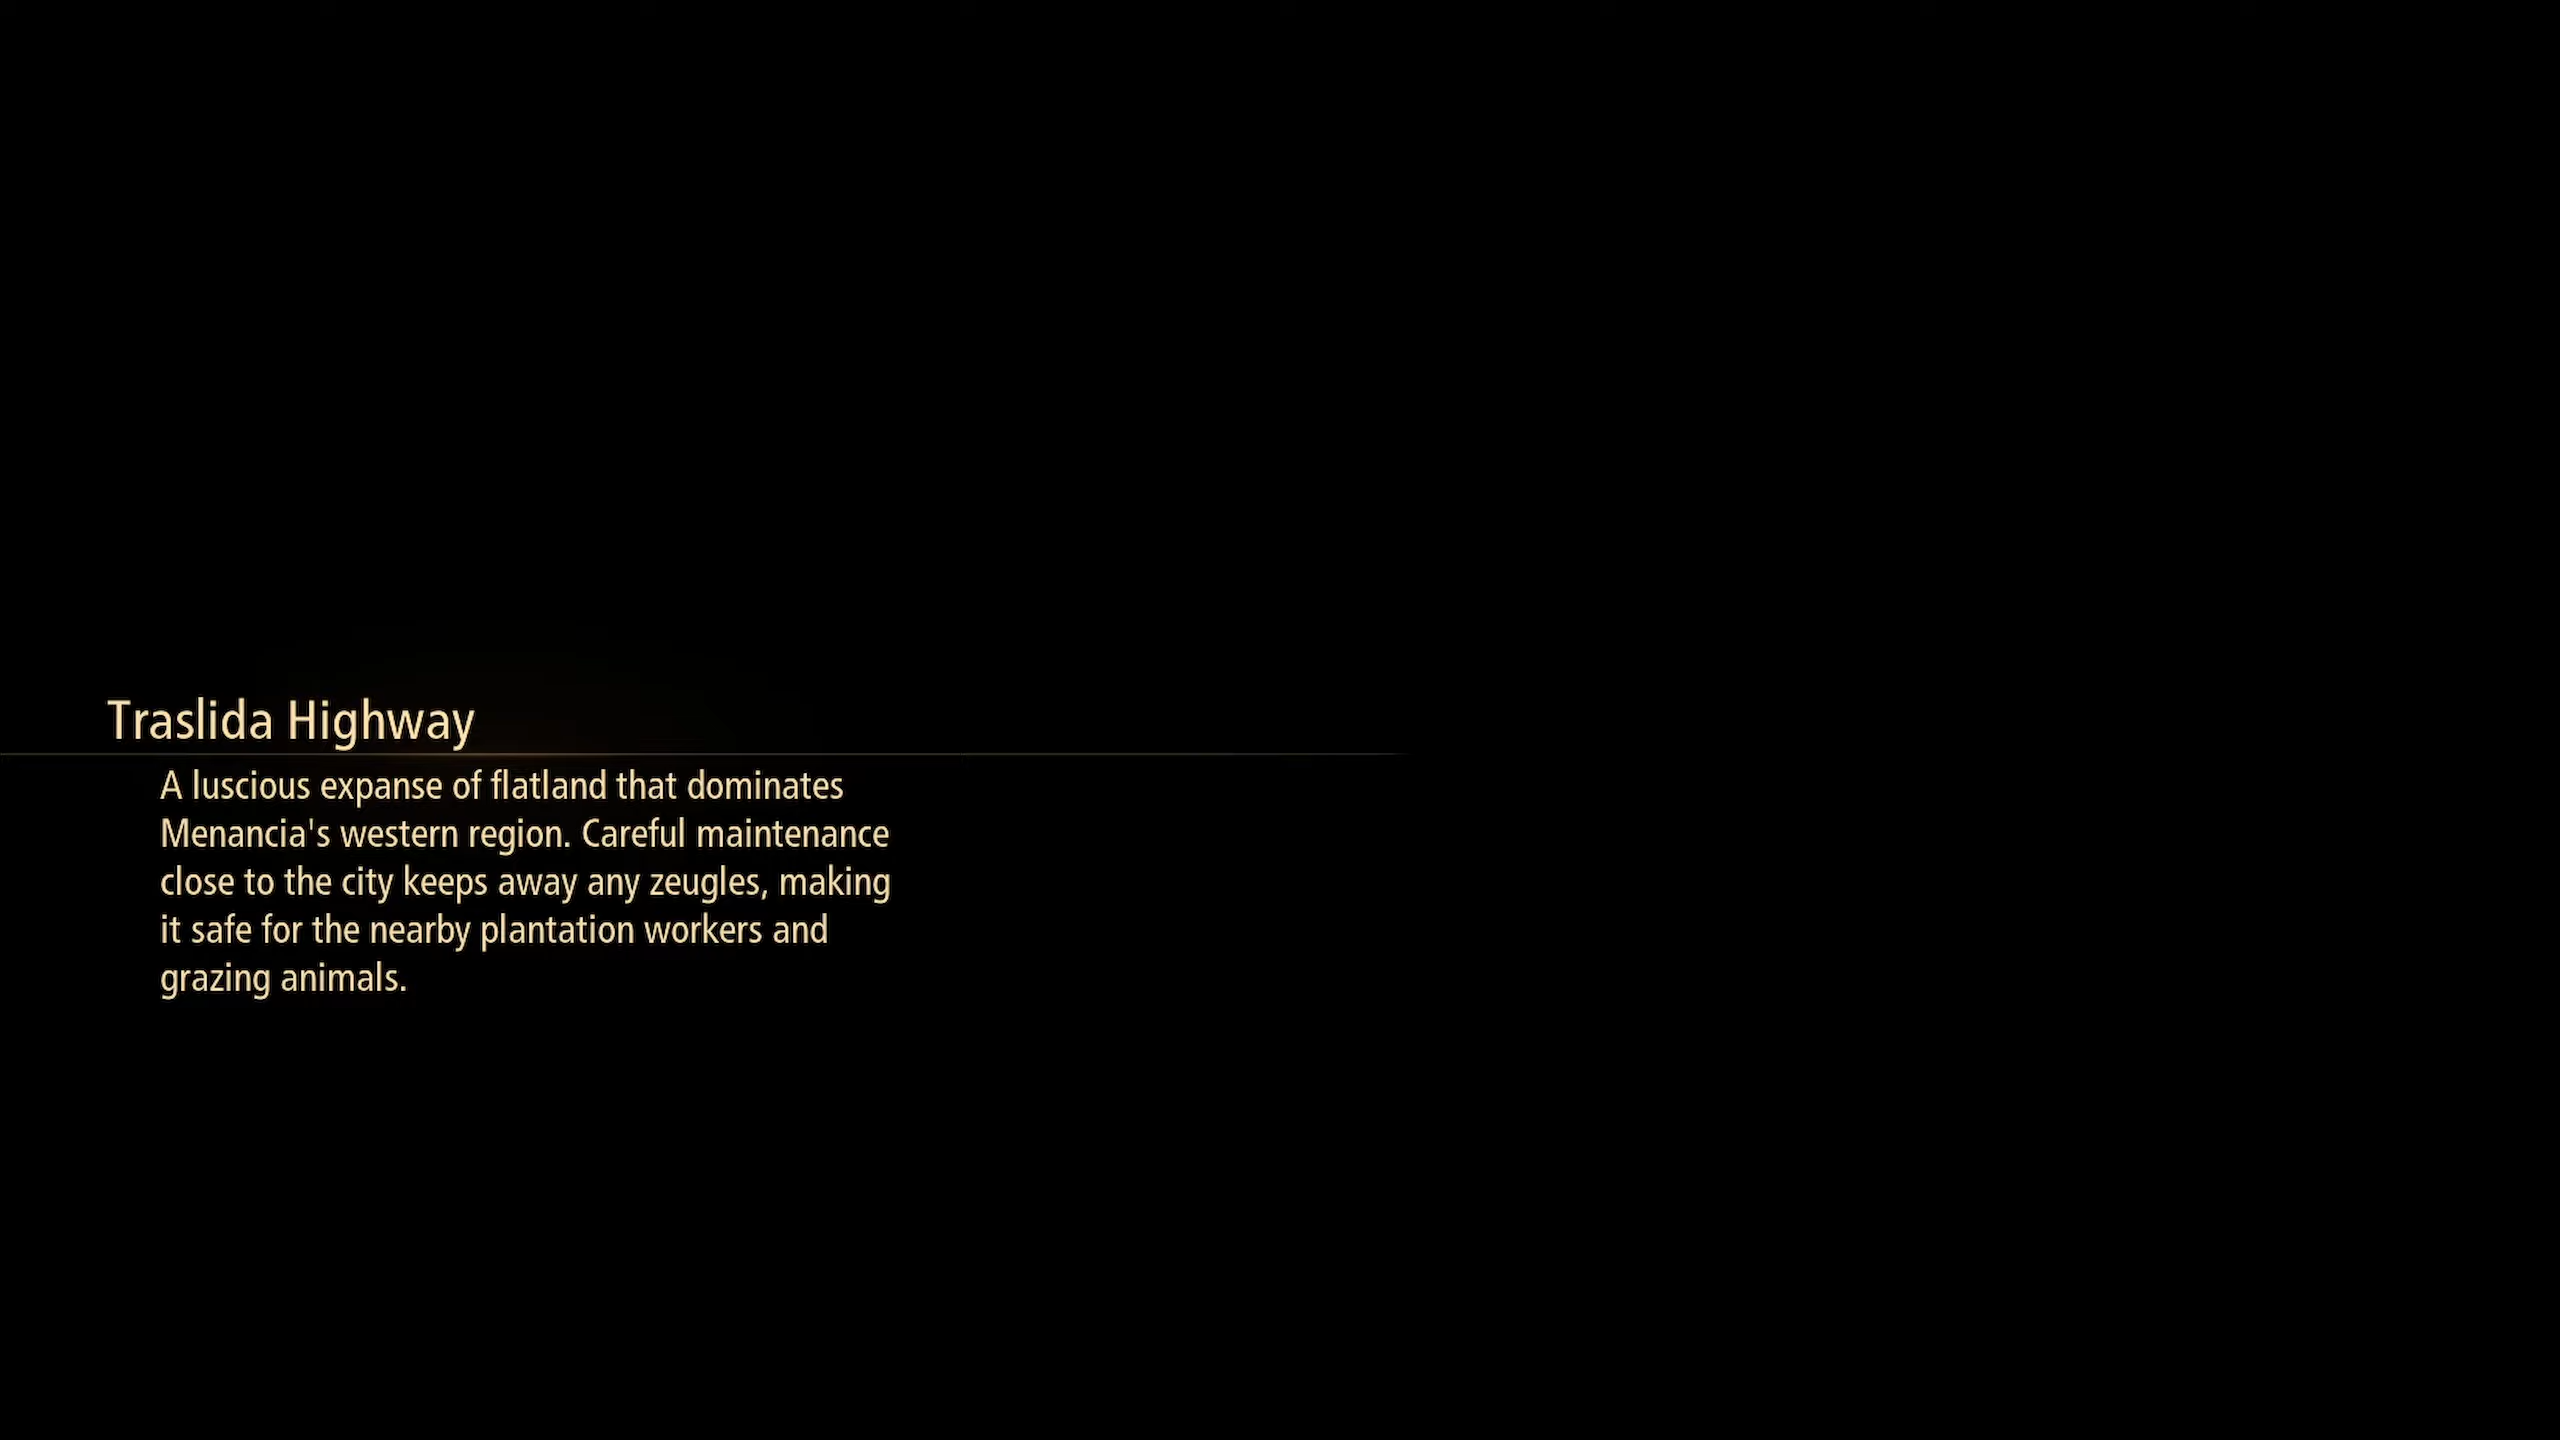 Traslida Highway
A luscious expanse of flatland that dominates
Menancia's western region. Careful maintenance
close to the city keeps away any zeugles, making
it safe for the nearby plantation workers and
grazing animals.